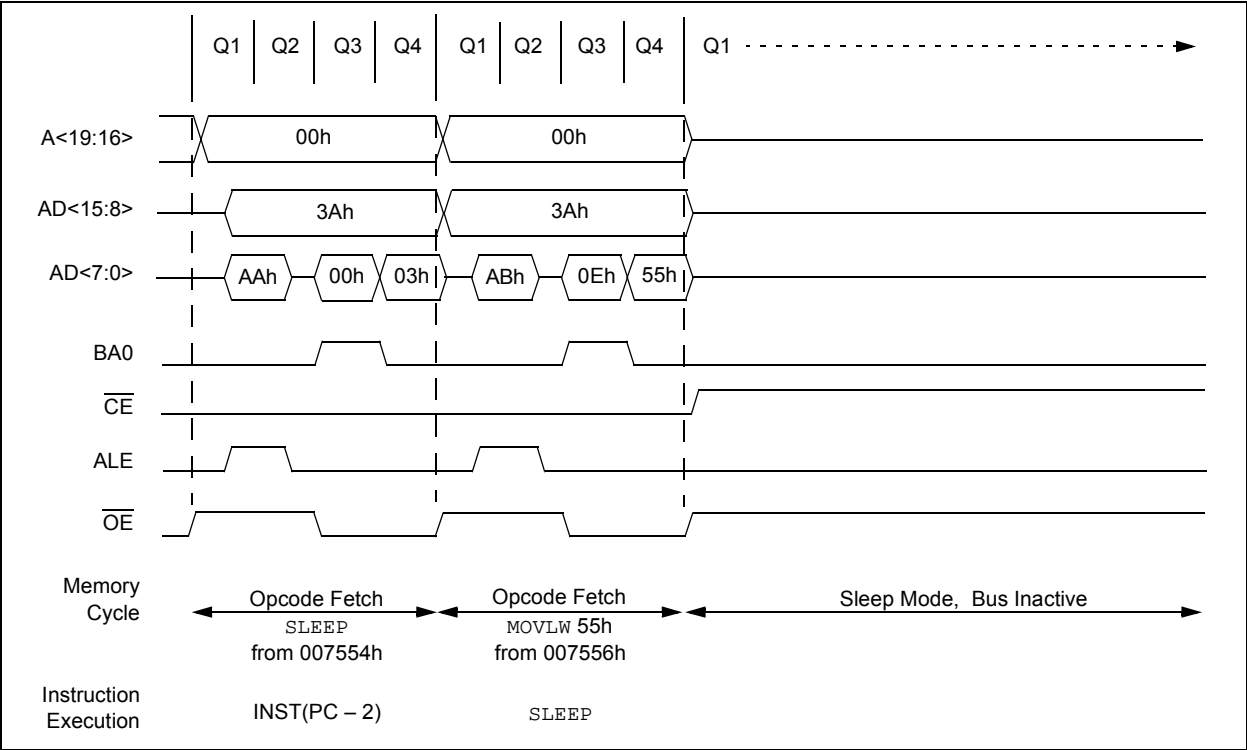 Q1 Q2 Q3 Q4 Q1 Q2 Q3 Q4 Q1
A<19:16> 00h 00h
AD<15:8> 3Ah 3Ah
AD<7:0> AAh 00h 03h ABh 0Eh 55h
BA0
CE
ALE
OE
Memory
Cycle
Opcode Fetch Opcode Fetch Sleep Mode, Bus Inactive
SLEEP MOVLW 55h
from 007554h from 007556h
Instruction
Execution
INST(PC – 2) SLEEP